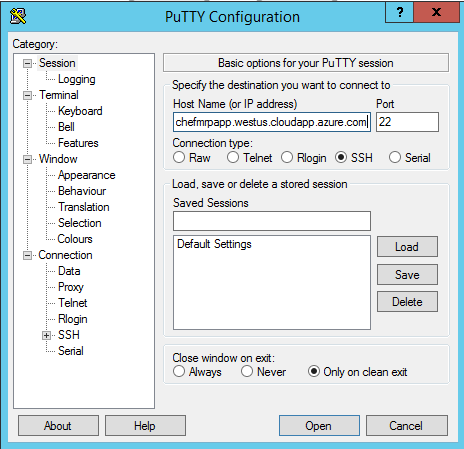 PuTTY Configuration
?
x
Category:
Session
Logging
Terminal
Keyboard
Bell
Features
Window
Appearance
Behaviour
Translation
Selection
Colours
Connection
Data
Proxy
Telnet
Rlogin
SSH
Serial
Basic options for your PuTTY session
Specify the destination you want to connect to
Host Name (or IP address) Port
chefmrpapp.westus.cloudapp.azure.com 22
Connection type:
Raw Telnet Rlogin SSH Serial
Load, save or delete a stored session
Saved Sessions
Default Settings
Load
Save
Delete
Close window on exit:
Always Never Only on clean exit
About Help Open Cancel